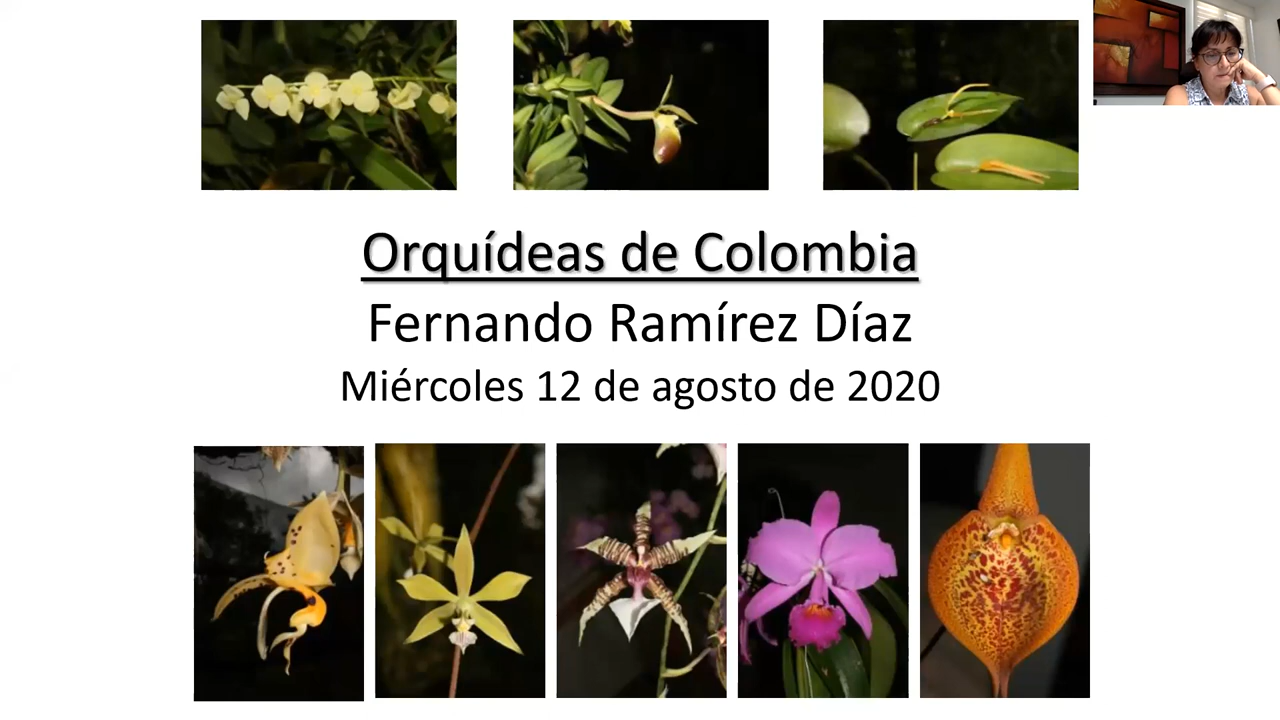 Orquídeas de Colombia
Fernando Ramírez Díaz
Miércoles 12 de agosto de 2020